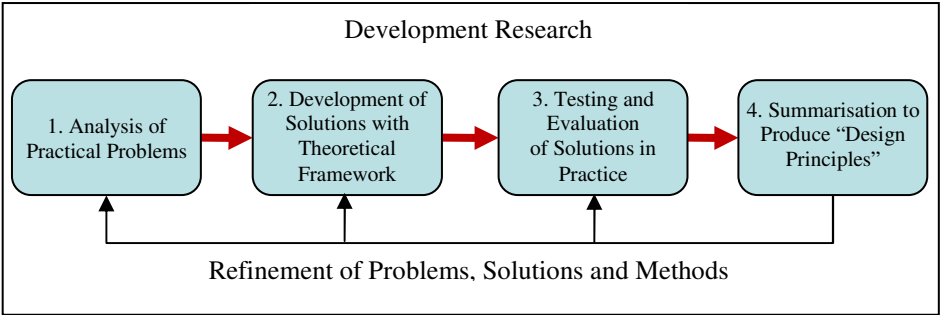 Development Research
1. Analysis of
Practical Problems
2. Development of
Solutions with
Theoretical
Framework
3. Testing and
Evaluation
of Solutions in
Practice
4. Summarisation to
Produce “Design
Principles”
Refinement of Problems, Solutions and Methods